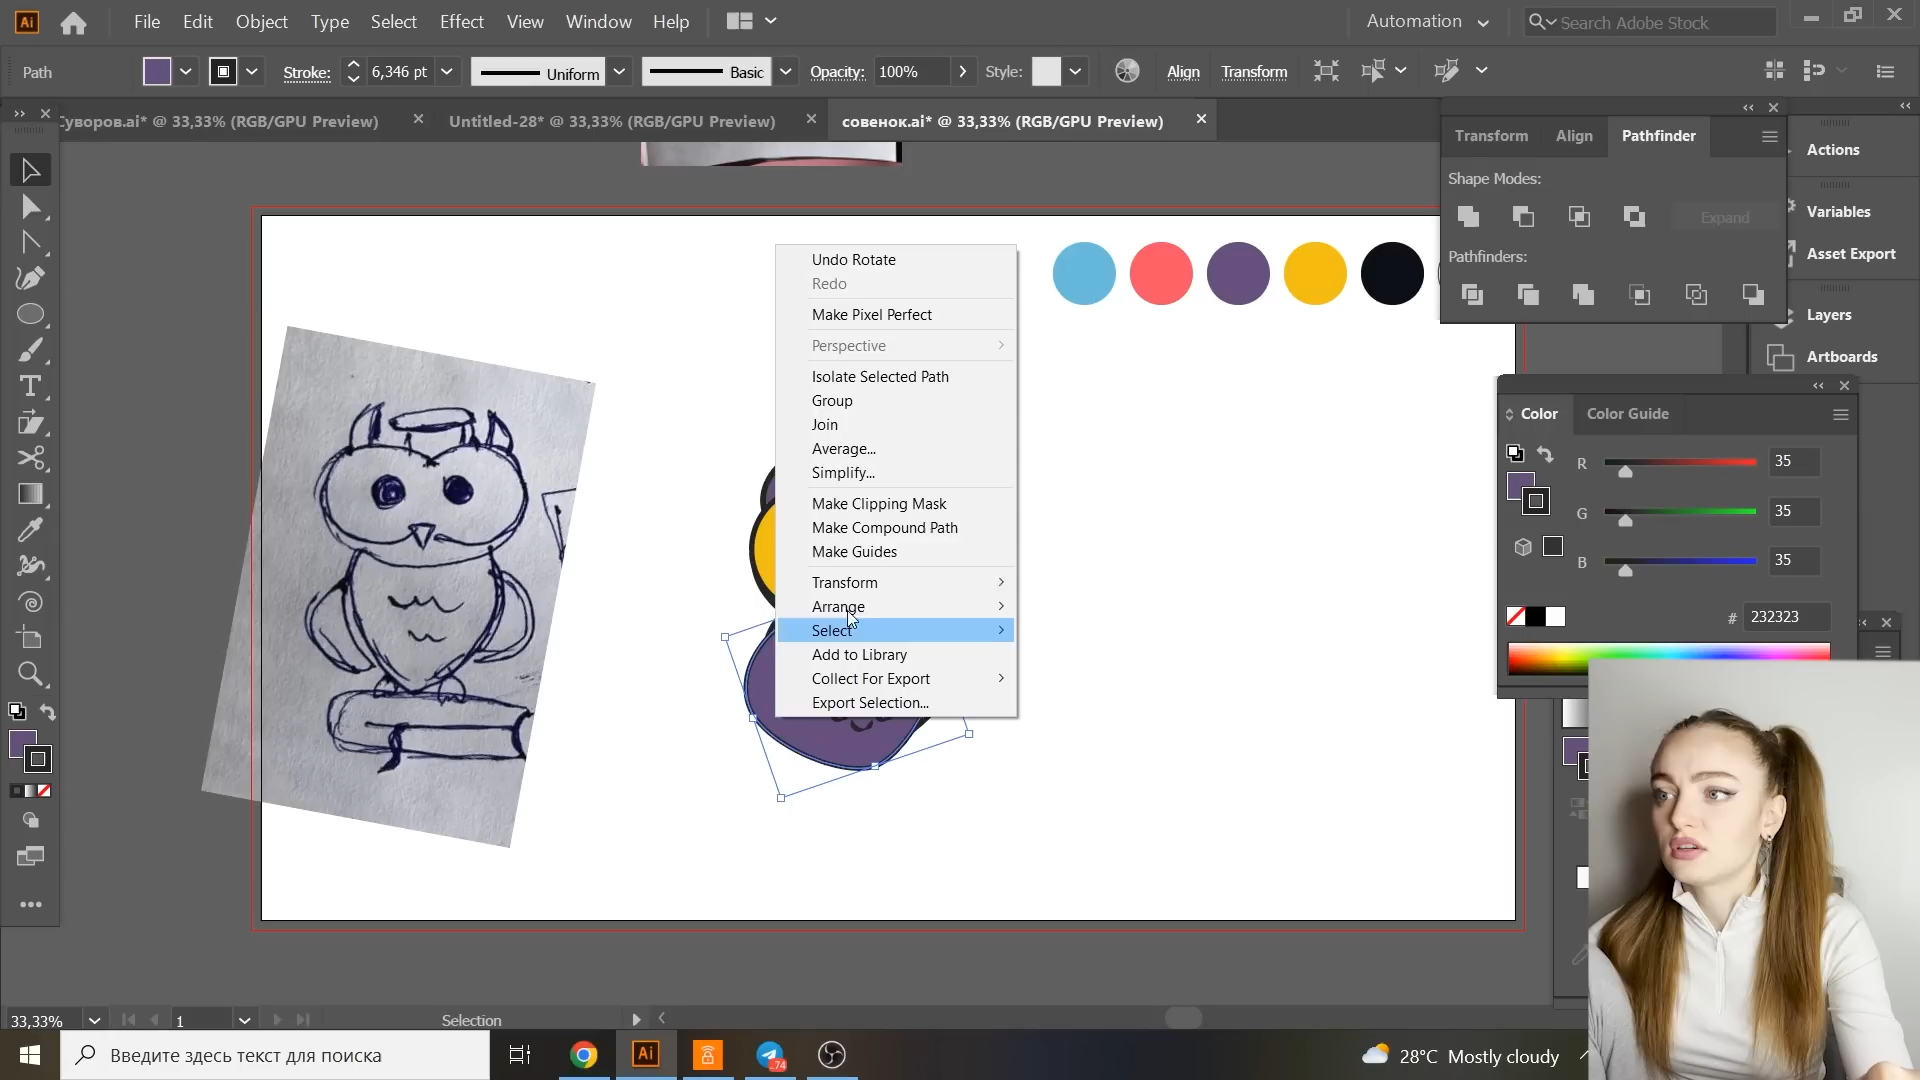 Ai File Edit Object Type Select Effect View Window Help Automation Search Adobe Stock
Path Stroke: 6,346 pt Uniform Basic Opacity: 100% Style: Align Transform
Суворов.ai* @ 33,33% (RGB/GPU Preview) Untitled-28* @ 33,33% (RGB/GPU Preview) совенок.ai* @ 33,33% (RGB/GPU Preview)
Transform Align Pathfinder
Shape Modes:
Expand
Pathfinders:
Actions
Variables
Asset Export
Layers
Artboards
Undo Rotate
Redo
Make Pixel Perfect
Perspective
Isolate Selected Path
Group
Join
Average...
Simplify...
Make Clipping Mask
Make Compound Path
Make Guides
Transform
Arrange
Select
Add to Library
Collect For Export
Export Selection...
Color Color Guide
R 35
G 35
B 35
# 232323
33,33% 1 Selection
Введите здесь текст для поиска
Ai
74
28°C Mostly cloudy